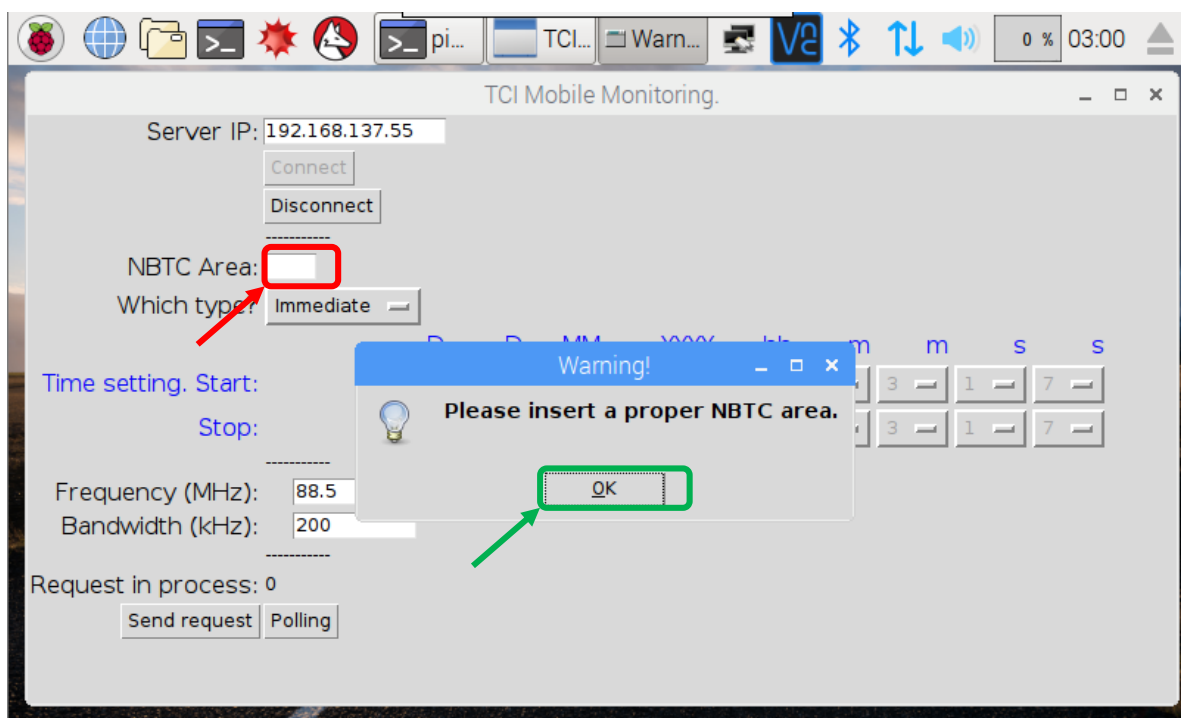 pi... TCI... Warn... 0 % 03:00
TCI Mobile Monitoring.
Server IP: 192.168.137.55
Connect
Disconnect
-----------
NBTC Area:
Which type? Immediate
m m s s
Warning!
Time setting. Start: 3 1 7
Please insert a proper NBTC area.
Stop: 3 1 7
-----------
OK
Frequency (MHz): 88.5
Bandwidth (kHz): 200
-----------
Request in process: 0
Send request Polling